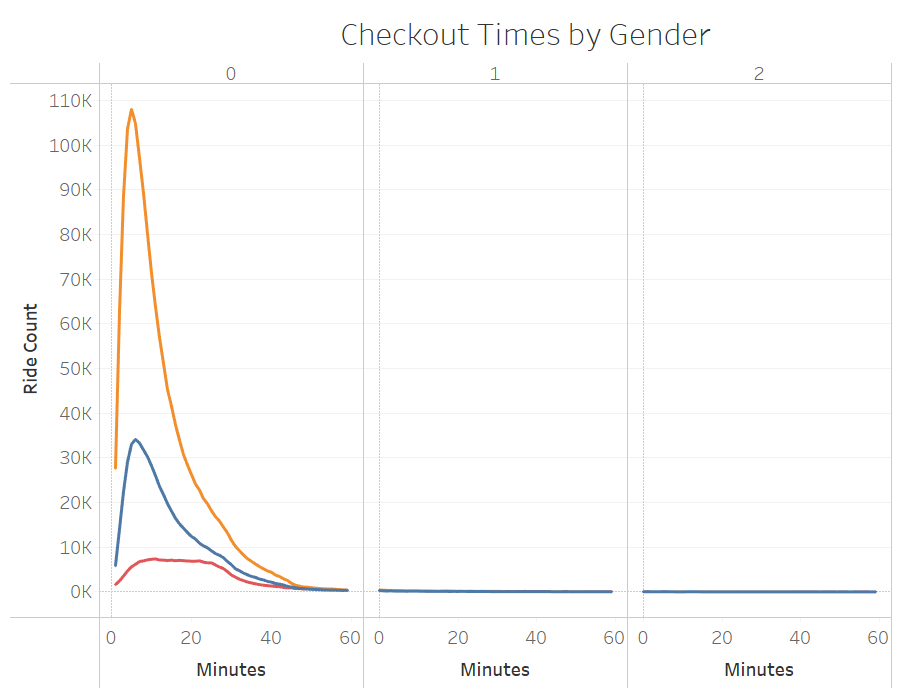 Checkout Times by Gender
0 1 2
110K
100K
90K
80K
70K
60K
50K
40K
30K
20K
10K
0K
Ride Count
0 20 40 60 0 20 40 60 0 20 40 60
Minutes Minutes Minutes